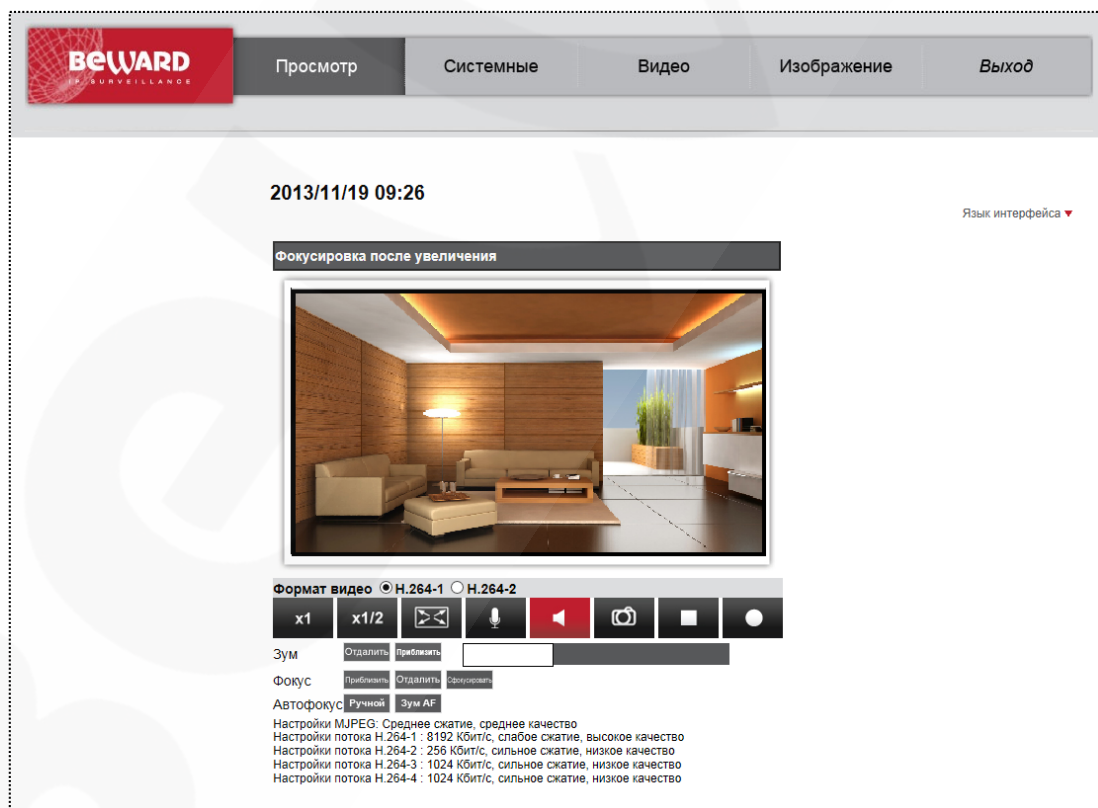 BEWARD
IP SURVEILLANCE
Просмотр Системные Видео Изображение Выход
2013/11/19 09:26
Язык интерфейса
Фокусировка после увеличения
Формат видео H.264-1 H.264-2
x1 x1/2
Зум Отдалить Приблизить
Фокус Приблизить Отдалить Сфокусировать
Автофокус Ручной Зум AF
Настройки MJPEG: Среднее сжатие, среднее качество
Настройки потока H.264-1 : 8192 Кбит/с, слабое сжатие, высокое качество
Настройки потока H.264-2 : 256 Кбит/с, сильное сжатие, низкое качество
Настройки потока H.264-3 : 1024 Кбит/с, сильное сжатие, низкое качество
Настройки потока H.264-4 : 1024 Кбит/с, сильное сжатие, низкое качество